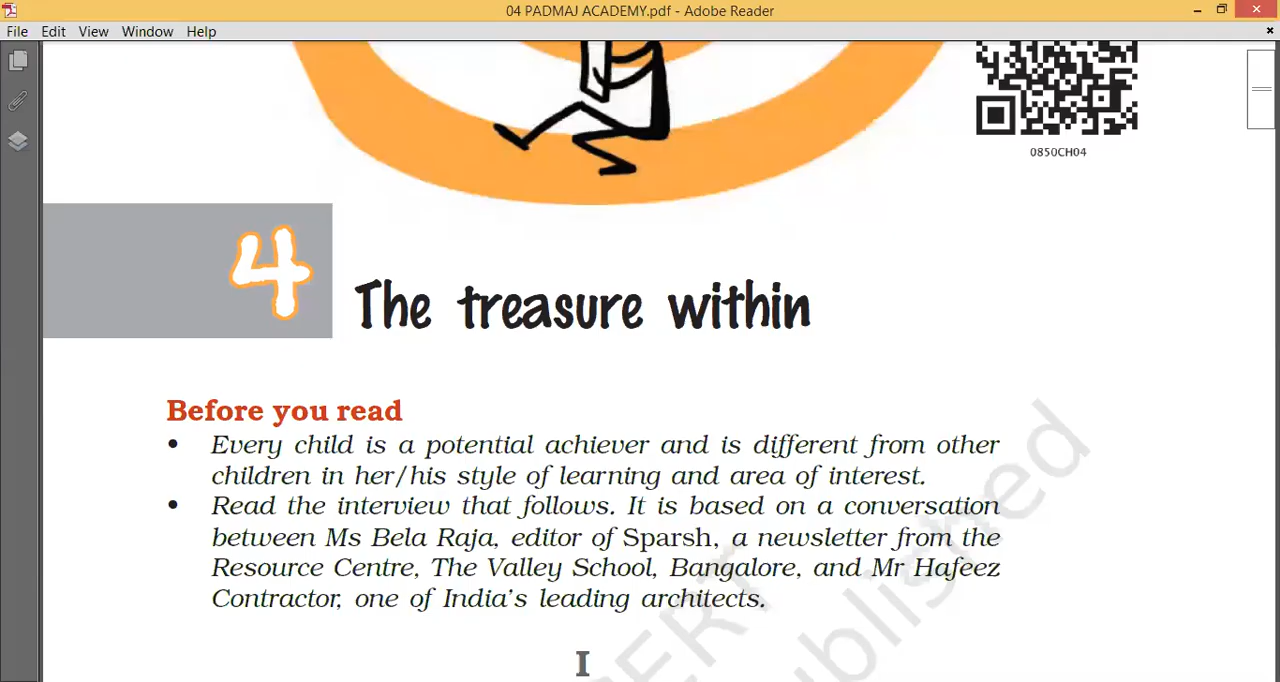 04 PADMAJ ACADEMY.pdf - Adobe Reader
File Edit View Window Help
0850CH04
4
The treasure within
Before you read
• Every child is a potential achiever and is different from other
children in her/his style of learning and area of interest.
• Read the interview that follows. It is based on a conversation
between Ms Bela Raja, editor of Sparsh, a newsletter from the
Resource Centre, The Valley School, Bangalore, and Mr Hafeez
Contractor, one of India's leading architects.
I